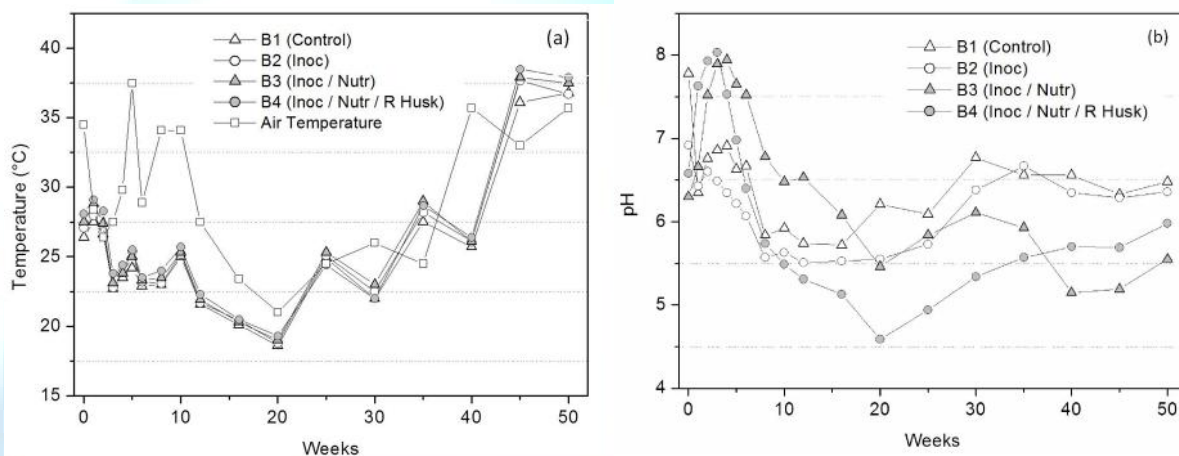 (a)
B1 (Control)
B2 (Inoc)
B3 (Inoc / Nutr)
B4 (Inoc / Nutr / R Husk)
Air Temperature
Temperature (°C)
40
35
30
25
20
15
0
10
20
30
40
50
Weeks
(b)
B1 (Control)
B2 (Inoc)
B3 (Inoc / Nutr)
B4 (Inoc / Nutr / R Husk)
pH
8
7
6
5
4
0
10
20
30
40
50
Weeks